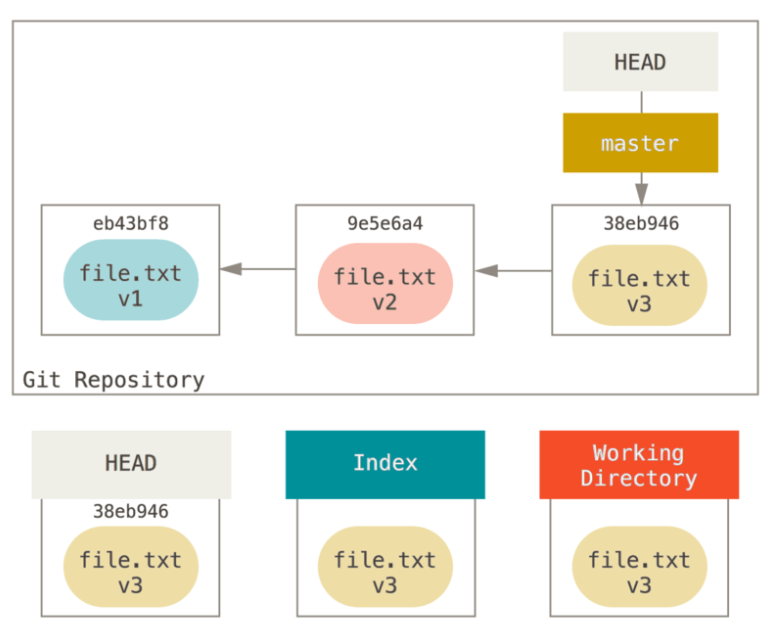 HEAD
master
eb43bf8
9e5e6a4
38eb946
file.txt
v1
file.txt
v2
file.txt
v3
Git Repository
HEAD
Index
Working
Directory
38eb946
file.txt
v3
file.txt
v3
file.txt
v3